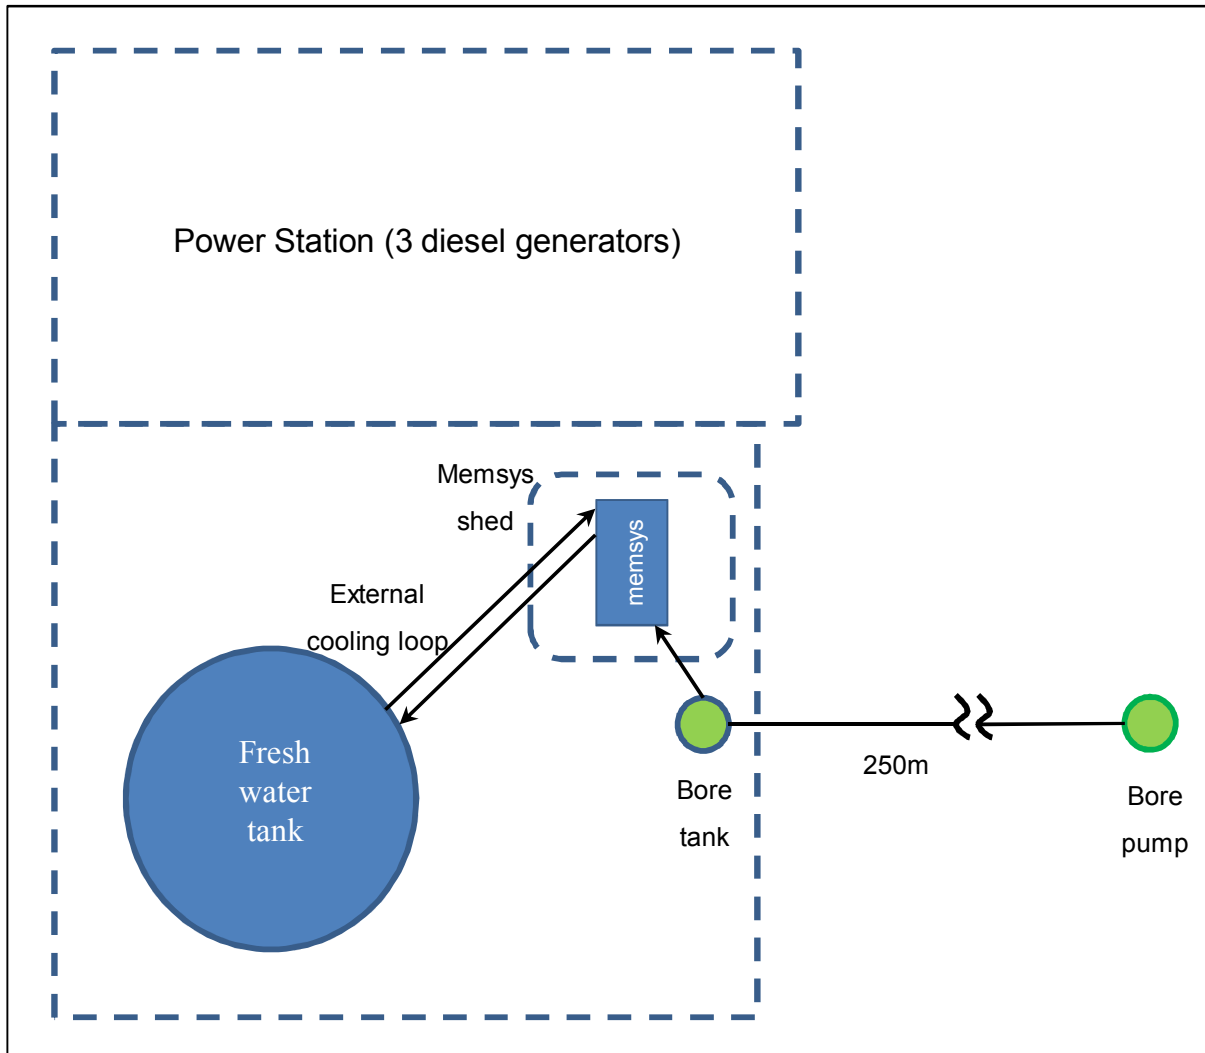 Power Station (3 diesel generators)
Memsys
shed
memsys
External
cooling loop
Fresh
water
tank
250m
Bore
tank
Bore
pump